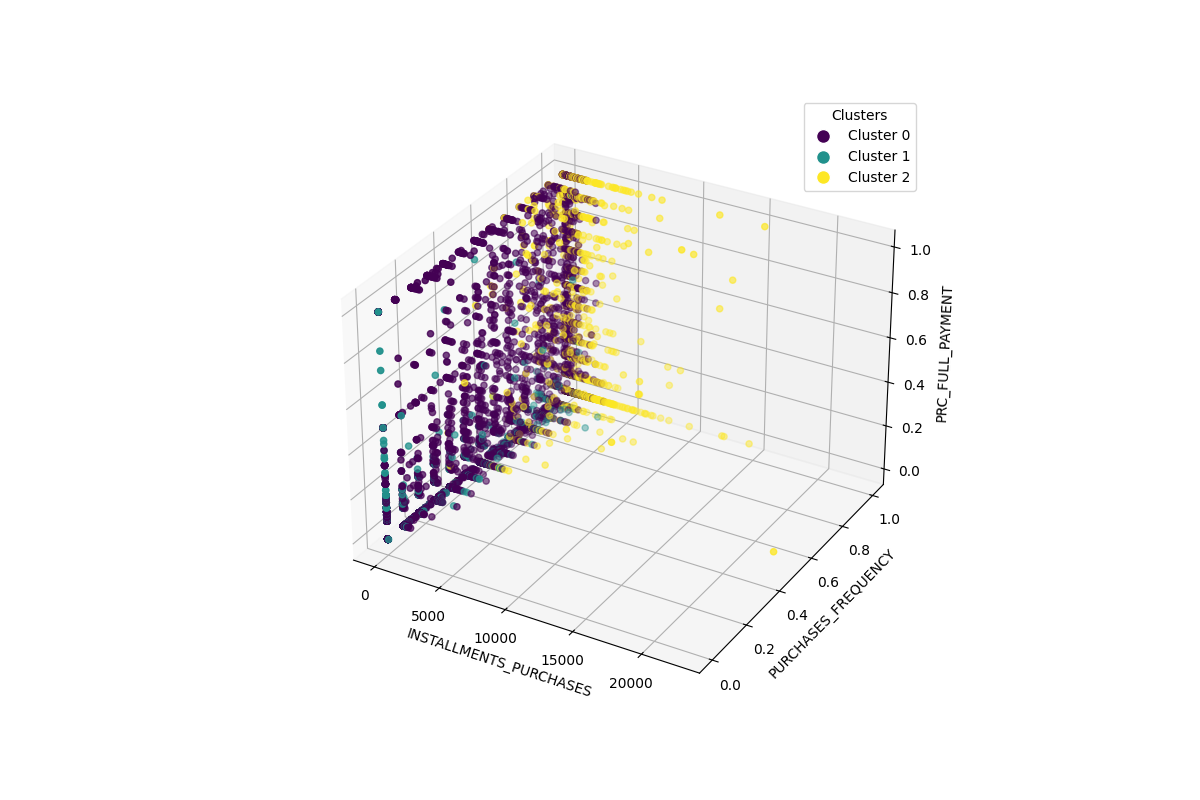 Clusters
Cluster 0
Cluster 1
Cluster 2
1.0
0.8
0.6
0.4
0.2
0.0
PRC_FULL_PAYMENT
1.0
0.8
0.6
0.4
0.2
0.0
PURCHASES_FREQUENCY
0
5000
10000
15000
20000
INSTALLMENTS_PURCHASES